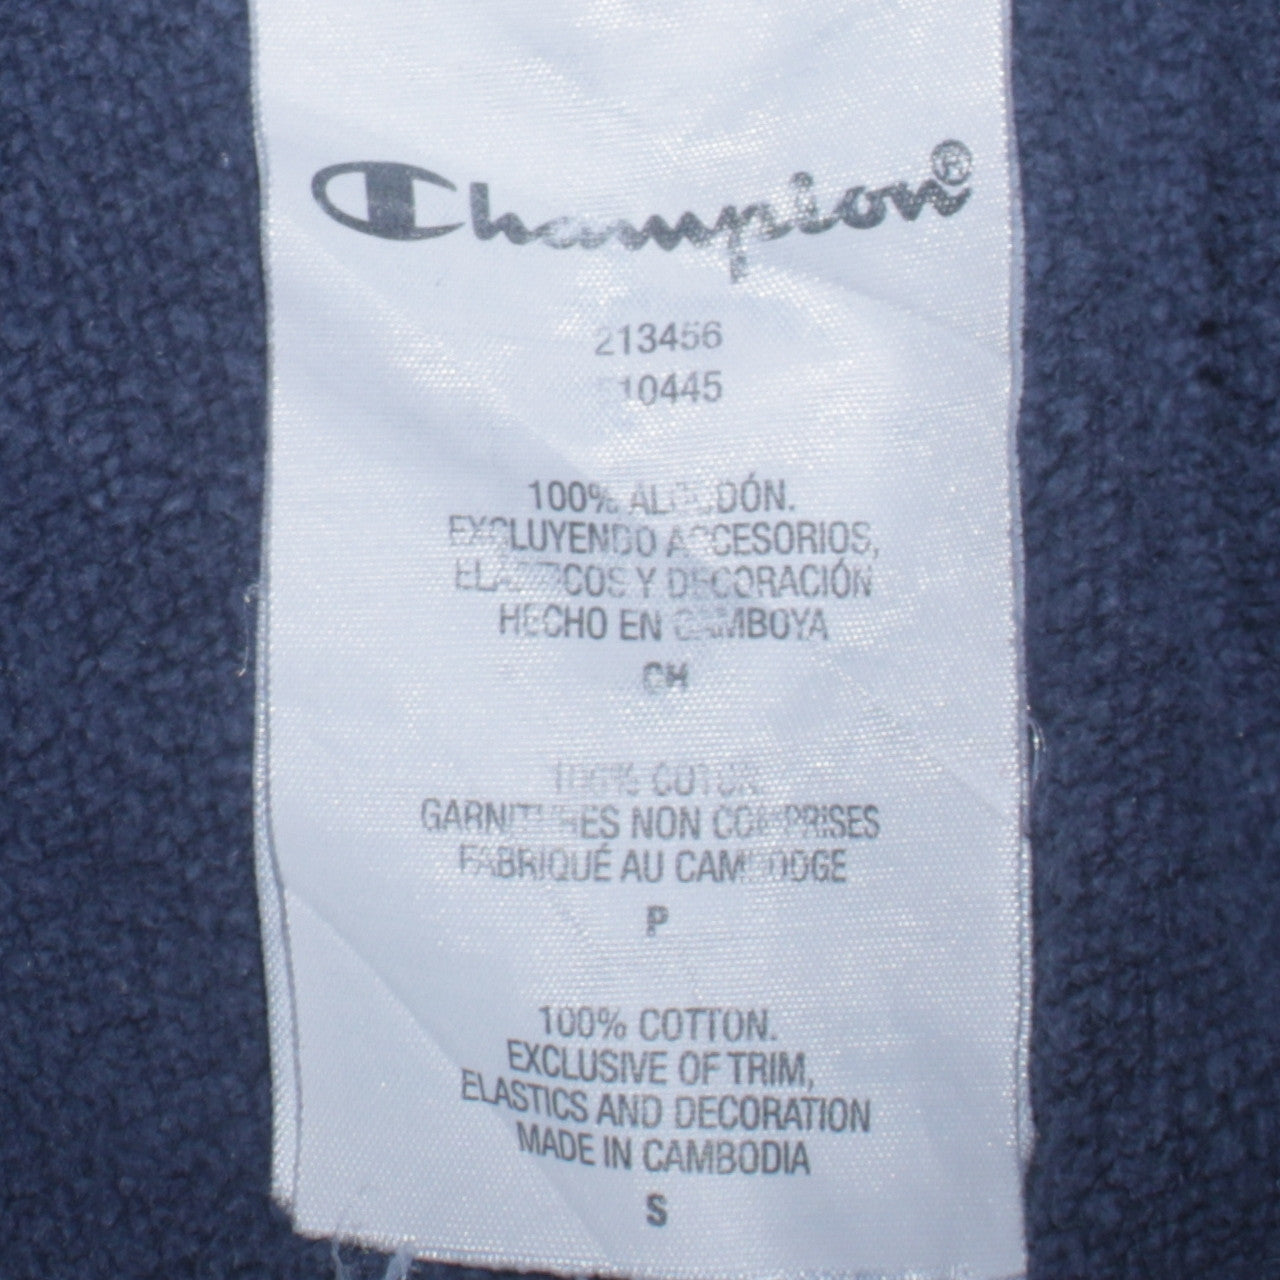 Champion®
213456
10445
100% ALGODÓN.
EXCLUYENDO ACCESORIOS,
ELASTICOS Y DECORACIÓN
HECHO EN CAMBOYA
CH
100% COTON.
GARNITURES NON COMPRISES
FABRIQUÉ AU CAMBODGE
P
100% COTTON.
EXCLUSIVE OF TRIM,
ELASTICS AND DECORATION
MADE IN CAMBODIA
S